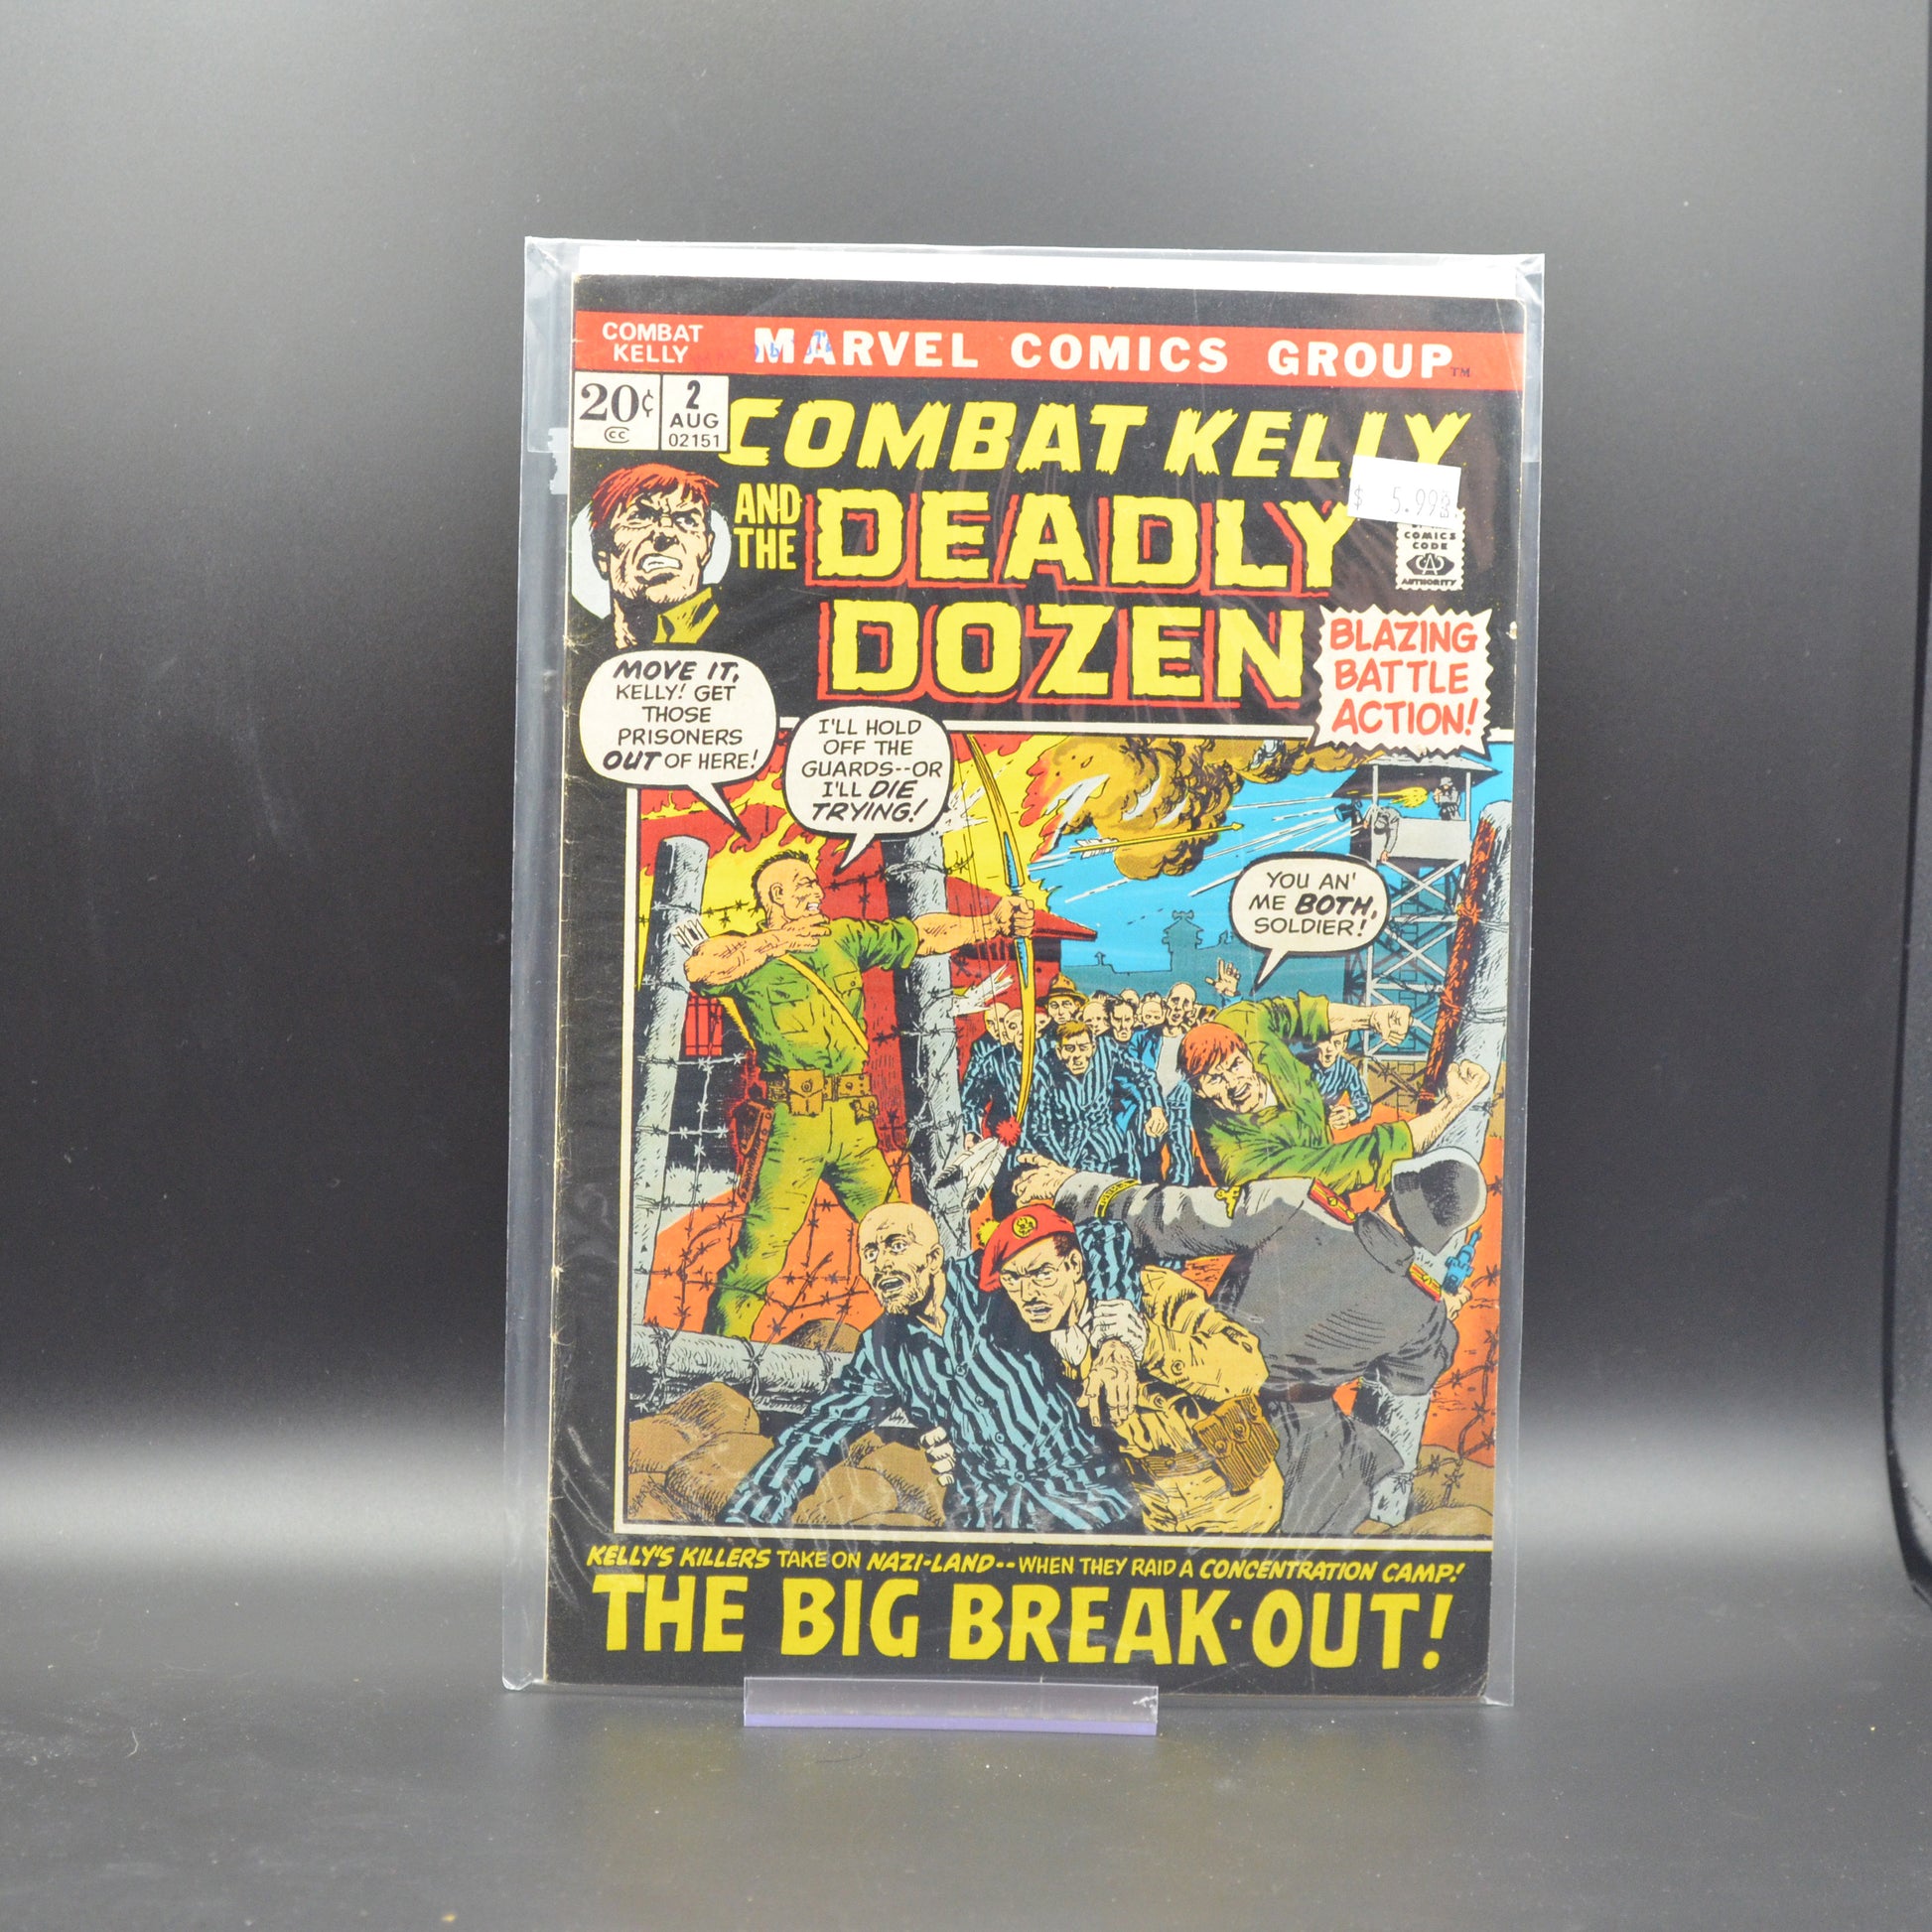 COMBAT
KELLY
MARVEL COMICS GROUP™
20¢
CC
2
AUG
02151
COMBAT KELLY
AND
THE
DEADLY
DOZEN
$ 5.99
COMICS
CODE
CA
AUTHORITY
BLAZING
BATTLE
ACTION!
MOVE IT,
KELLY! GET
THOSE
PRISONERS
OUT OF HERE!
I'LL HOLD
OFF THE
GUARDS--OR
I'LL DIE
TRYING!
YOU AN'
ME BOTH,
SOLDIER!
KELLY'S KILLERS TAKE ON NAZI-LAND--WHEN THEY RAID A CONCENTRATION CAMP!
THE BIG BREAK-OUT!